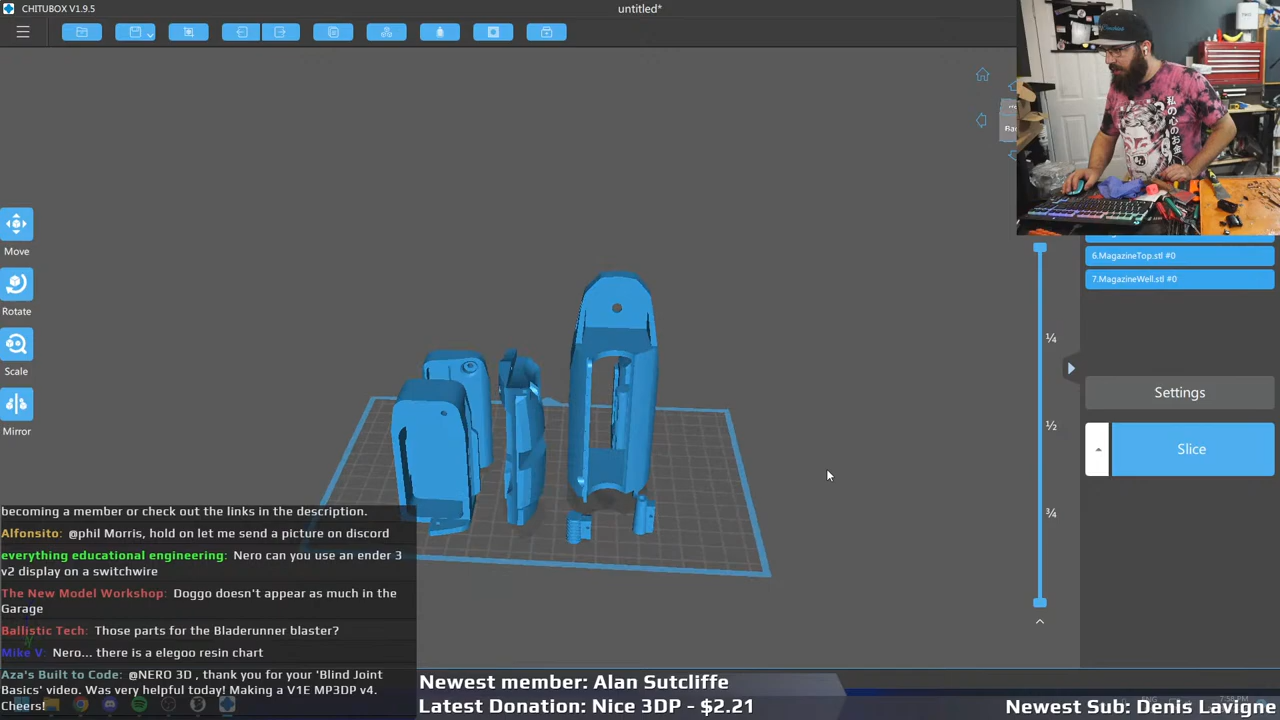 CHITUBOX V1.9.5
untitled*
Move
Rotate
Scale
Mirror
私の心のお金
6.MagazineTop.stl #0
7.MagazineWell.stl #0
¼
½
¾
Settings
Slice
becoming a member or check out the links in the description.
Alfonsito: @phil Morris, hold on let me send a picture on discord
everything educational engineering: Nero can you use an ender 3
v2 display on a switchwire
The New Model Workshop: Doggo doesn't appear as much in the
Garage
Ballistic Tech: Those parts for the Bladerunner blaster?
Mike V: Nero... there is a elegoo resin chart
Aza's Built to Code: @NERO 3D , thank you for your 'Blind Joint
Basics' video. Was very helpful today! Making a V1E MP3DP v4.
Cheers!
Newest member: Alan Sutcliffe
Latest Donation: Nice 3DP - $2.21
Newest Sub: Denis Lavigne